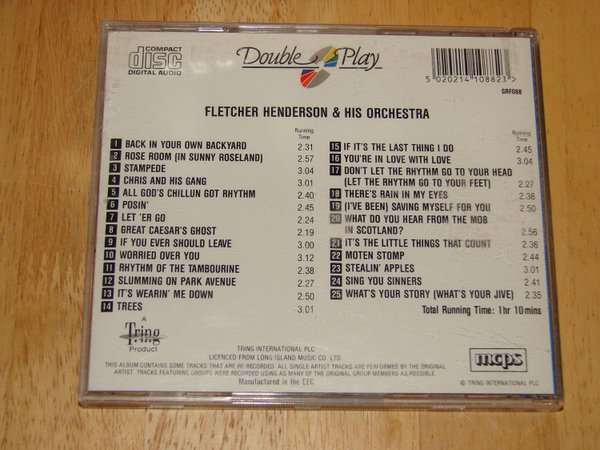 COMPACT
disc
DIGITAL AUDIO
Double Play
5 020214 108823 >
GRF088
FLETCHER HENDERSON & HIS ORCHESTRA
Running
Time
1 BACK IN YOUR OWN BACKYARD 2.31
2 ROSE ROOM (IN SUNNY ROSELAND) 2.57
3 STAMPEDE 3.04
4 CHRIS AND HIS GANG 3.01
5 ALL GOD'S CHILLUN GOT RHYTHM 2.40
6 POSIN' 2.45
7 LET 'ER GO 2.24
8 GREAT CAESAR'S GHOST 2.19
9 IF YOU EVER SHOULD LEAVE 3.00
10 WORRIED OVER YOU 3.12
11 RHYTHM OF THE TAMBOURINE 2.38
12 SLUMMING ON PARK AVENUE 2.44
13 IT'S WEARIN' ME DOWN 2.50
14 TREES 3.01
Running
Time
15 IF IT'S THE LAST THING I DO 2.45
16 YOU'RE IN LOVE WITH LOVE 3.04
17 DON'T LET THE RHYTHM GO TO YOUR HEAD
(LET THE RHYTHM GO TO YOUR FEET) 2.27
18 THERE'S RAIN IN MY EYES 2.36
19 (I'VE BEEN) SAVING MYSELF FOR YOU 2.50
20 WHAT DO YOU HEAR FROM THE MOB
IN SCOTLAND? 2.56
21 IT'S THE LITTLE THINGS THAT COUNT 2.36
22 MOTEN STOMP 2.44
23 STEALIN' APPLES 3.01
24 SING YOU SINNERS 2.44
25 WHAT'S YOUR STORY (WHAT'S YOUR JIVE) 2.35
Total Running Time: 1hr 10mins
A
Tring
Product
TRING INTERNATIONAL PLC
LICENCED FROM LONG ISLAND MUSIC CO. LTD.
THIS ALBUM CONTAINS SOME TRACKS THAT ARE RE-RECORDED. ALL SINGLE ARTIST TRACKS ARE PERFORMED BY THE ORIGINAL
ARTIST. TRACKS FEATURING GROUPS WERE RECORDED USING AS MANY OF THE ORIGINAL GROUP MEMBERS AS POSSIBLE.
Manufactured in the EEC
mcps
© TRING INTERNATIONAL PLC